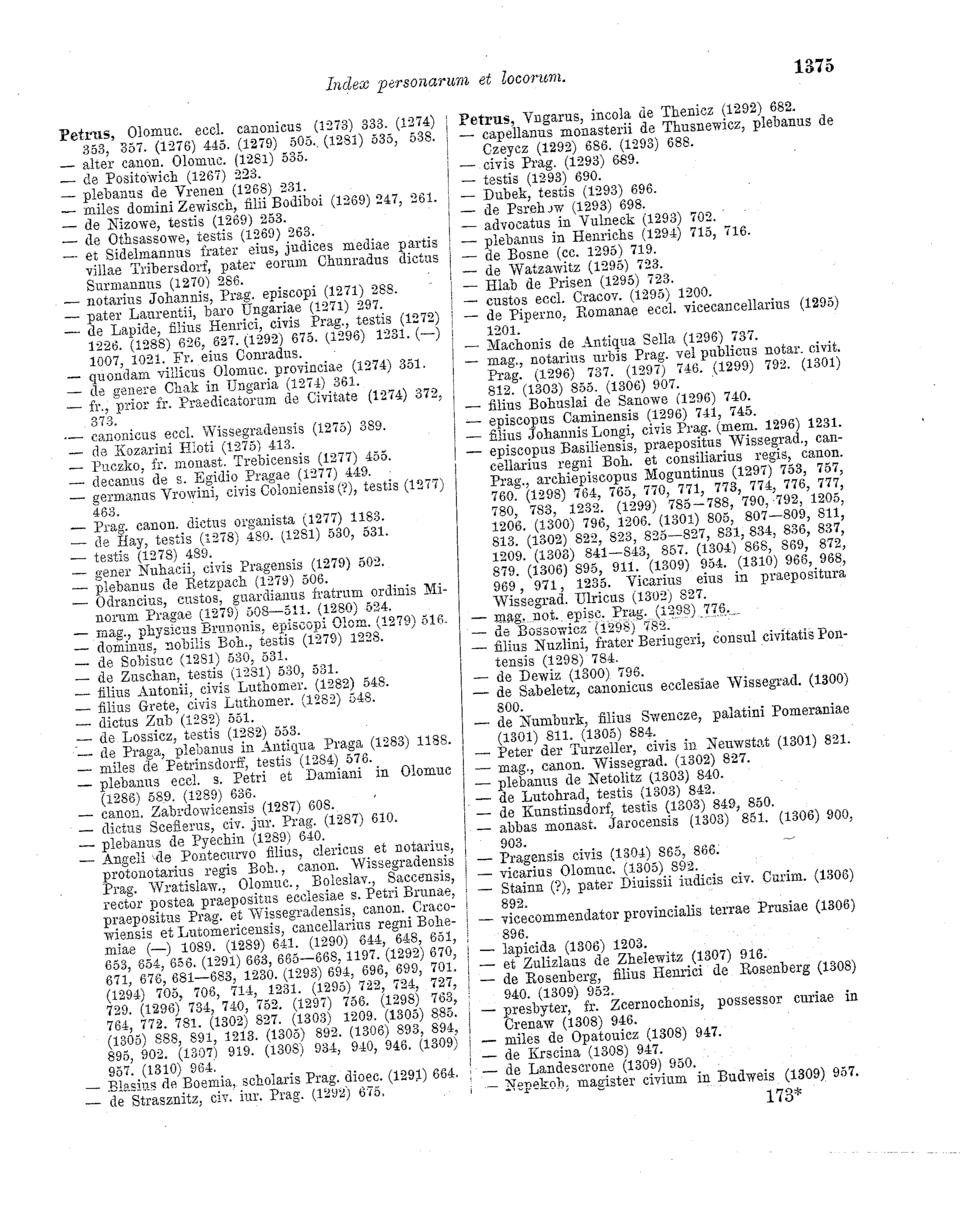 1375
Index personarum et locorum.
Petrus, Olomuc. eccl. canonicus (1273) 333. (1274)
353, 357. (1276) 445. (1279) 505. (1281) 535, 538.
— alter canon. Olomuc. (1281) 535.
— de Positowich (1267) 223.
— plebanus de Vrenen (1268) 231.
— miles domini Zewisch, filii Bodiboi (1269) 247, 261.
— de Nizowe, testis (1269) 253.
— de Othsassowe, testis (1269) 263.
— et Sidelmannus frater eius, judices mediae partis
villae Tribersdorf, pater eorum Chunradus dictus
Surmannus (1270) 286.
— notarius Johannis, Prag. episcopi (1271) 288.
— pater Laurentii, baro Ungariae (1271) 297.
— de Lapide, filius Henrici, civis Prag., testis (1272)
1226. (1288) 626, 627. (1292) 675. (1296) 1231. (—)
1007, 1021. Fr. eius Conradus.
— quondam villicus Olomuc. provinciae (1274) 351.
— de genere Chak in Ungaria (1274) 361.
— fr., prior fr. Praedicatorum de Civitate (1274) 372,
373.
— canonicus eccl. Wissegradensis (1275) 389.
— de Kozarini Hloti (1275) 413.
— Puczko, fr. monast. Trebicensis (1277) 455.
— decanus de s. Egidio Pragae (1277) 449.
— germanus Vrowini, civis Coloniensis (?), testis (1277)
463.
— Prag. canon. dictus organista (1277) 1183.
— de Hay, testis (1278) 480. (1281) 530, 531.
— testis (1278) 489.
— gener Nuhacii, civis Pragensis (1279) 502.
— plebanus de Retzpach (1279) 506.
— Odrancius, custos, guardianus fratrum ordinis Mi-
norum Pragae (1279) 508—511. (1280) 524.
— mag., physicus Brunonis, episcopi Olom. (1279) 516.
— dominus, nobilis Boh., testis (1279) 1228.
— de Sobisuc (1281) 530, 531.
— de Zuschan, testis (1281) 530, 531.
— filius Antonii, civis Luthomer. (1282) 548.
— filius Grete, civis Luthomer. (1282) 548.
— dictus Zub (1282) 551.
— de Lossicz, testis (1282) 553.
— de Praga, plebanus in Antiqua Praga (1283) 1188.
— miles de Petrinsdorff, testis (1284) 576.
— plebanus eccl. s. Petri et Damiani in Olomuc
(1286) 589. (1289) 636.
— canon. Zabrdowicensis (1287) 608.
— dictus Sceflerus, civ. jur. Prag. (1287) 610.
— plebanus de Pyechin (1289) 640.
— Angeli de Pontecurvo filius, clericus et notarius,
protonotarius regis Boh., canon. Wissegradensis
Prag. Wratislaw., Olomuc., Boleslav., Saccensis,
rector postea praepositus ecclesiae s. Petri Brunae,
praepositus Prag. et Wissegradensis, canon. Craco-
wiensis et Lutomericensis, cancellarius regni Bohe-
miae (—) 1089. (1289) 641. (1290) 644, 648, 651,
653, 654, 656. (1291) 663, 665—668, 1197. (1292) 670,
671, 676, 681—683, 1230. (1293) 694, 696, 699, 701.
(1294) 705, 706, 714, 1231. (1295) 722, 724, 727,
729. (1296) 734, 740, 752. (1297) 756. (1298) 763,
764, 772. 781. (1302) 827. (1303) 1209. (1305) 885.
(1305) 888, 891, 1213. (1305) 892. (1306) 893, 894,
895, 902. (1307) 919. (1308) 934, 940, 946. (1309)
957. (1310) 964.
— Blasius de Boemia, scholaris Prag. dioec. (1291) 664.
— de Strasznitz, civ. iur. Prag. (1292) 675.
Petrus, Vngarus, incola de Thenicz (1292) 682.
— capellanus monasterii de Thusnewicz, plebanus de
Czeycz (1292) 686. (1293) 688.
— civis Prag. (1293) 689.
— testis (1293) 690.
— Dubek, testis (1293) 696.
— de Psrehow (1293) 698.
— advocatus in Vulneck (1293) 702.
— plebanus in Henrichs (1294) 715, 716.
— de Bosne (cc. 1295) 719.
— de Watzawitz (1295) 723.
— Hlab de Prisen (1295) 723.
— custos eccl. Cracov. (1295) 1200.
— de Piperno, Romanae eccl. vicecancellarius (1295)
1201.
— Machonis de Antiqua Sella (1296) 737.
— mag., notarius urbis Prag. vel publicus notar. civit.
Prag. (1296) 737. (1297) 746. (1299) 792. (1301)
812. (1303) 855. (1306) 907.
— filius Bohuslai de Sanowe (1296) 740.
— episcopus Caminensis (1296) 741, 745.
— filius Johannis Longi, civis Prag. (mem. 1296) 1231.
— episcopus Basiliensis, praepositus Wissegrad., can-
cellarius regni Boh. et consiliarius regis, canon.
Prag., archiepiscopus Moguntinus (1297) 753, 757,
760. (1298) 764, 765, 770, 771, 773, 774, 776, 777,
780, 783, 1232. (1299) 785—788, 790, 792, 1205,
1206. (1300) 796, 1206. (1301) 805, 807—809, 811,
813. (1302) 822, 823, 825—827, 831, 834, 836, 837,
1209. (1303) 841—843, 857. (1304) 868, 869, 872,
879. (1306) 895, 911. (1309) 954. (1310) 966, 968,
969, 971, 1235. Vicarius eius in praepositura
Wissegrad. Ulricus (1302) 827.
— mag. not. episc. Prag. (1298) 776.
— de Bossowicz (1298) 782.
— filius Nuzlini, frater Beringeri, consul civitatis Pon-
tensis (1298) 784.
— de Dewiz (1300) 796.
— de Sabeletz, canonicus ecclesiae Wissegrad. (1300)
800.
— de Numburk, filius Swencze, palatini Pomeraniae
(1301) 811. (1305) 884.
— Peter der Turzeller, civis in Neuwstat (1301) 821.
— mag., canon. Wissegrad. (1302) 827.
— plebanus de Netolitz (1303) 840.
— de Lutohrad, testis (1303) 842.
— de Kunstinsdorf, testis (1303) 849, 850.
— abbas monast. Jarocensis (1303) 851. (1306) 900,
903.
— Pragensis civis (1304) 865, 866.
— vicarius Olomuc. (1305) 892.
— Stainn (?), pater Diuissii iudicis civ. Curim. (1306)
892.
— vicecommendator provincialis terrae Prusiae (1306)
896.
— lapicida (1306) 1203.
— et Zulizlaus de Zhelewitz (1307) 916.
— de Rosenberg, filius Henrici de Rosenberg (1308)
940. (1309) 952.
— presbyter, fr. Zcernochonis, possessor curiae in
Crenaw (1308) 946.
— miles de Opatouicz (1308) 947.
— de Krscina (1308) 947.
— de Landescrone (1309) 950.
— Nepekoh, magister civium in Budweis (1309) 957.
173*